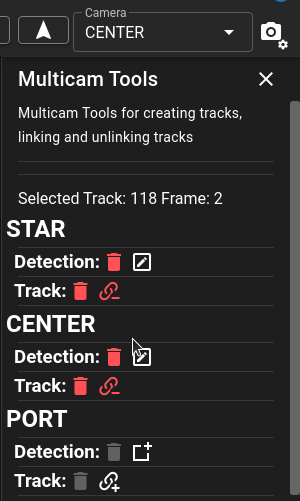 Camera
CENTER
Multicam Tools
Multicam Tools for creating tracks,
linking and unlinking tracks
Selected Track: 118 Frame: 2
STAR
Detection:
Track:
CENTER
Detection:
Track:
PORT
Detection:
Track: